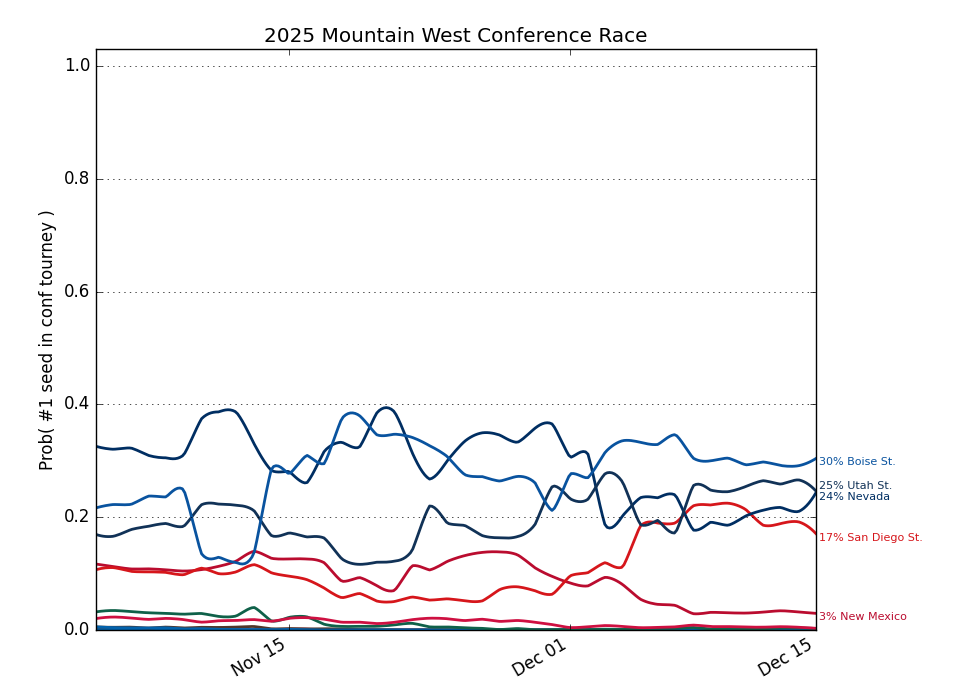 2025 Mountain West Conference Race
Prob( #1 seed in conf tourney )
1.0
0.8
0.6
0.4
0.2
0.0
30% Boise St.
25% Utah St.
24% Nevada
17% San Diego St.
3% New Mexico
Nov 15
Dec 01
Dec 15